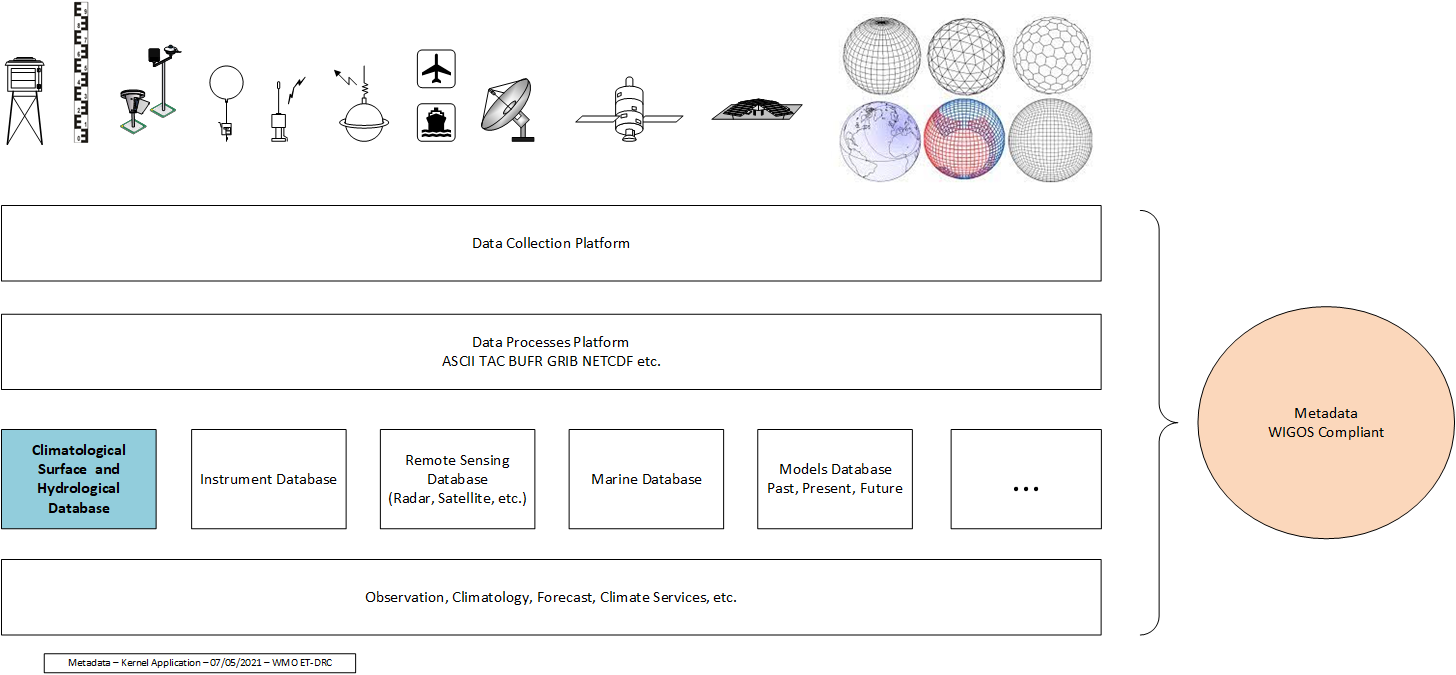 Data Collection Platform
Data Processes Platform
ASCII TAC BUFR GRIB NETCDF etc.
Climatological
Surface and
Hydrological
Database
Instrument Database
Remote Sensing
Database
(Radar, Satellite, etc.)
Marine Database
Models Database
Past, Present, Future
...
Observation, Climatology, Forecast, Climate Services, etc.
Metadata
WIGOS Compliant
Metadata – Kernel Application – 07/05/2021 – WMO ET-DRC